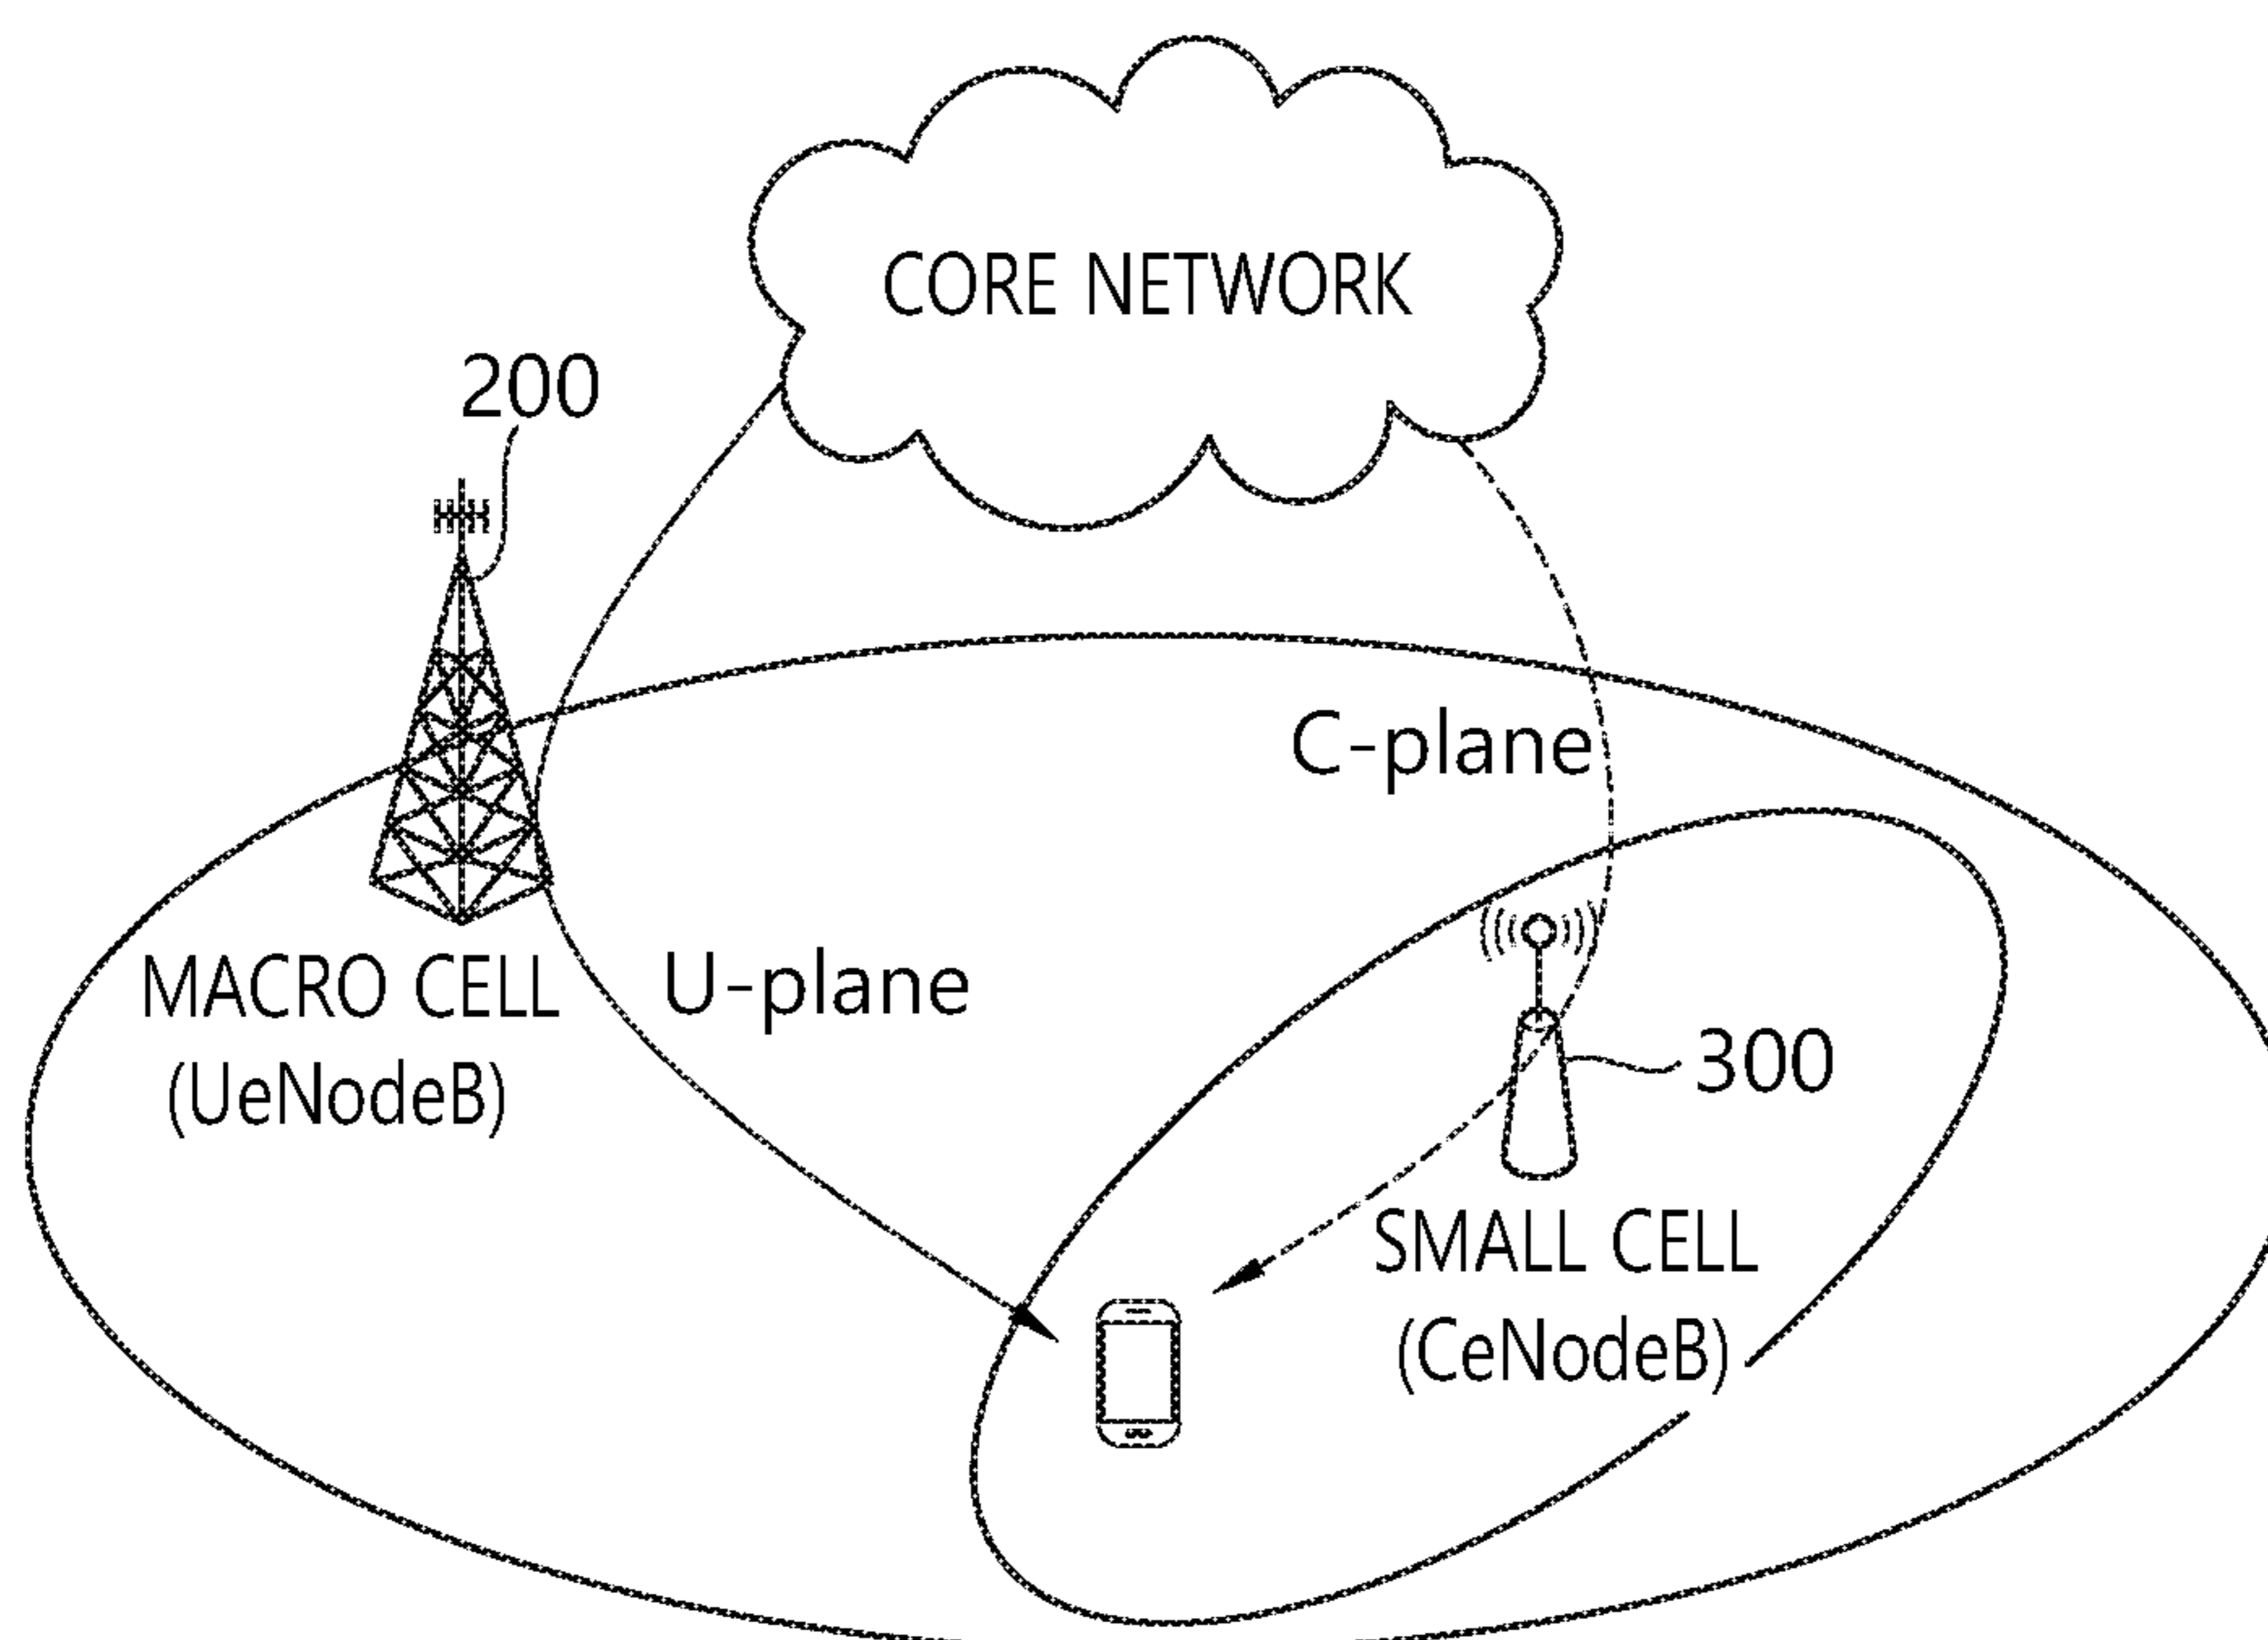 CORE NETWORK
200
C-plane
MACRO CELL
(UeNodeB)
U-plane
300
SMALL CELL
(CeNodeB)